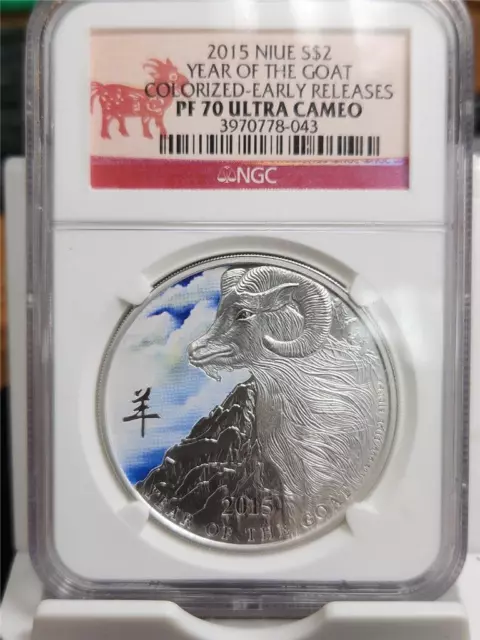 2015 NIUE S$2
YEAR OF THE GOAT
COLORIZED-EARLY RELEASES
PF 70 ULTRA CAMEO
3970778-043
NGC
羊
2015
YEAR OF THE GOAT